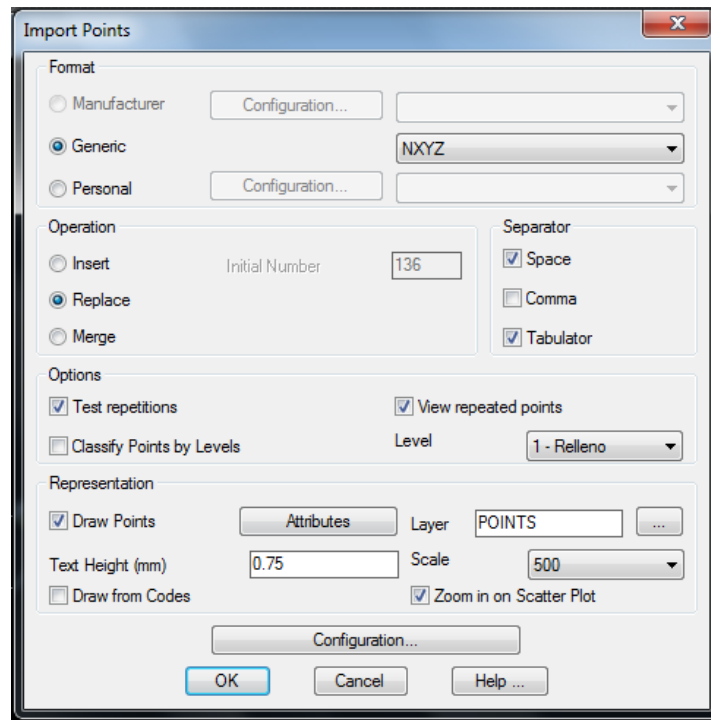 Import Points
Format
Manufacturer Configuration...
Generic NXYZ
Personal Configuration...
Operation
Insert Initial Number 136
Replace
Merge
Separator
Space
Comma
Tabulator
Options
Test repetitions View repeated points
Classify Points by Levels Level 1 - Relleno
Representation
Draw Points Attributes Layer POINTS ...
Text Height (mm) 0.75 Scale 500
Draw from Codes Zoom in on Scatter Plot
Configuration...
OK Cancel Help ...